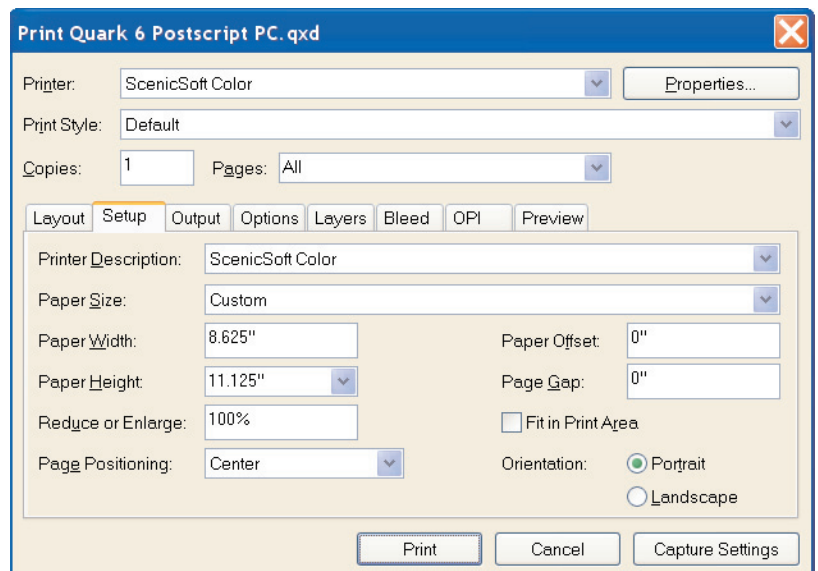 Print Quark 6 Postscript PC.qxd
Printer: ScenicSoft Color Properties...
Print Style: Default
Copies: 1 Pages: All
Layout Setup Output Options Layers Bleed OPI Preview
Printer Description: ScenicSoft Color
Paper Size: Custom
Paper Width: 8.625" Paper Offset: 0"
Paper Height: 11.125" Page Gap: 0"
Reduce or Enlarge: 100% Fit in Print Area
Page Positioning: Center Orientation: Portrait
Landscape
Print Cancel Capture Settings